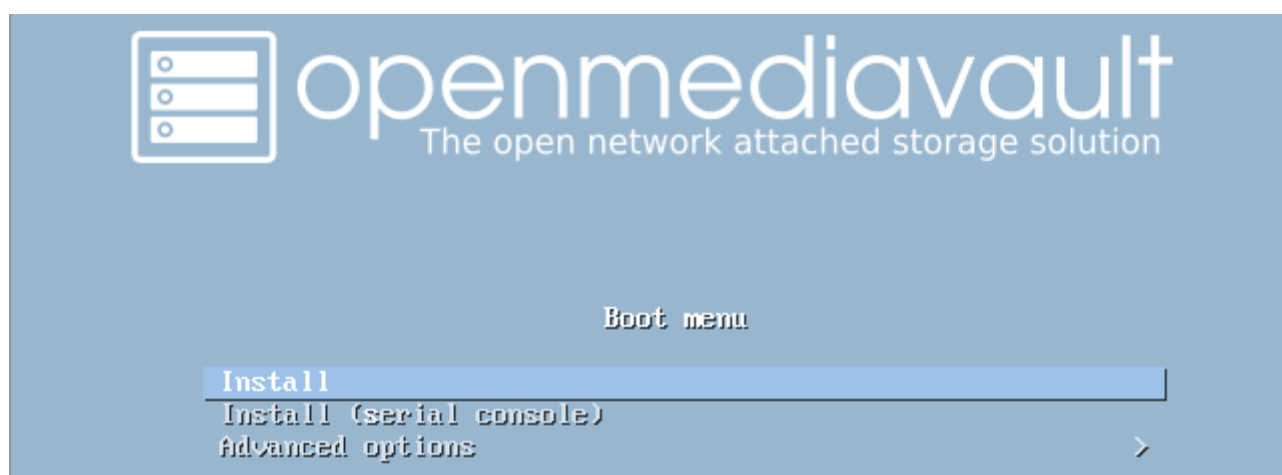 openmediavault
The open network attached storage solution
Boot menu
Install
Install (serial console)
Advanced options >